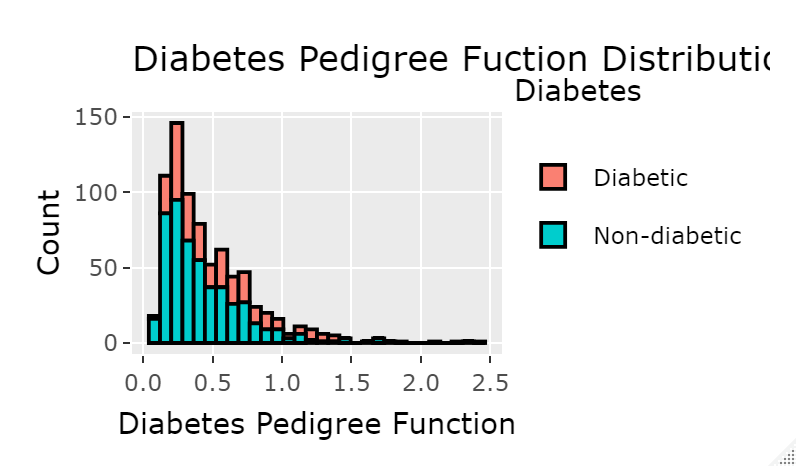 Diabetes Pedigree Fuction Distributic
Diabetes
Diabetic
Non-diabetic
Count
150
100
50
0
0.0 0.5 1.0 1.5 2.0 2.5
Diabetes Pedigree Function